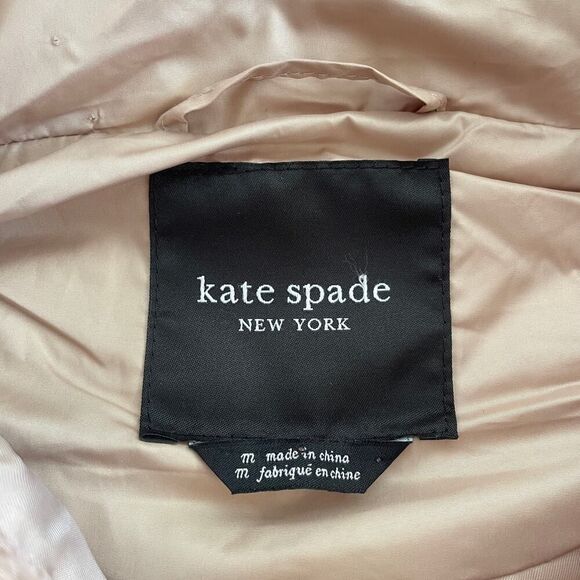 kate spade
NEW YORK
m made in china
m fabriqué en chine